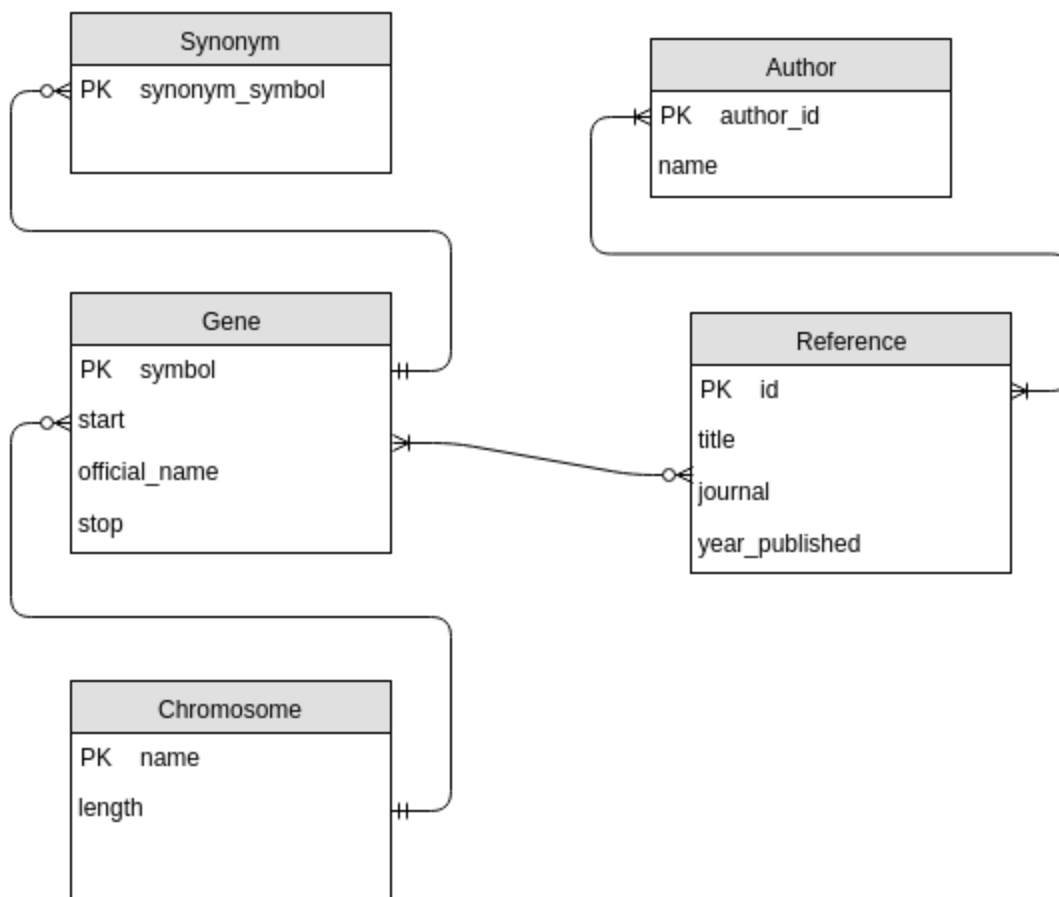 Synonym
PK synonym_symbol
Author
PK author_id
name
Gene
PK symbol
start
official_name
stop
Reference
PK id
title
journal
year_published
Chromosome
PK name
length